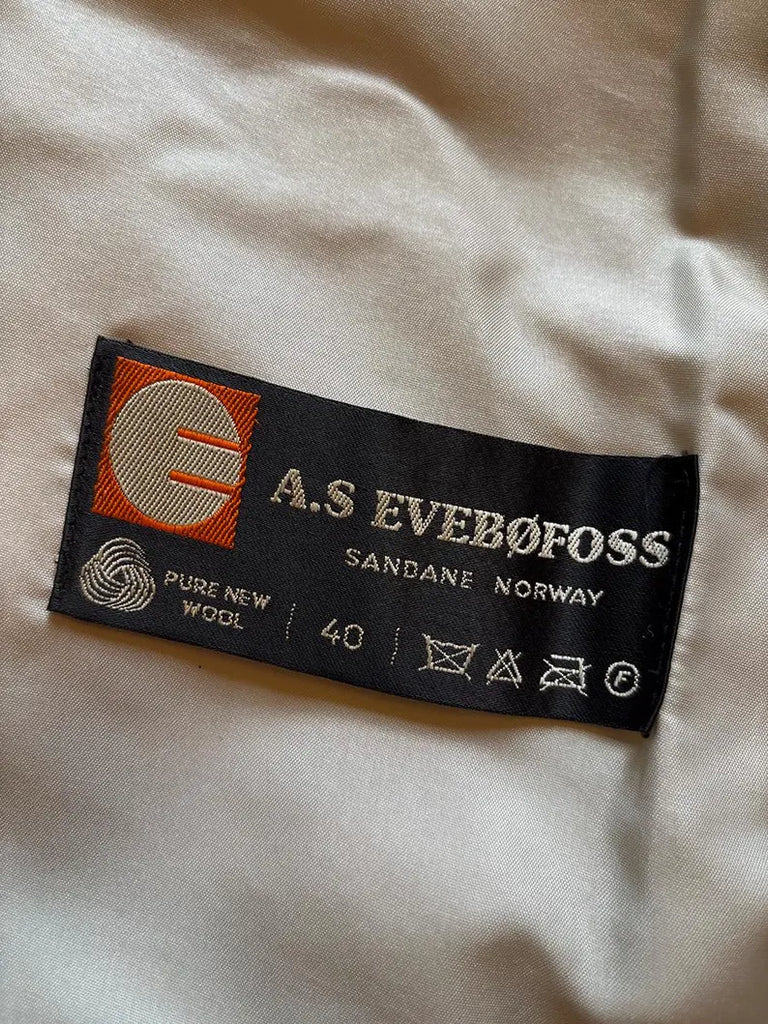 A.S EVEBØFOSS
SANDANE NORWAY
PURE NEW
WOOL
40
F